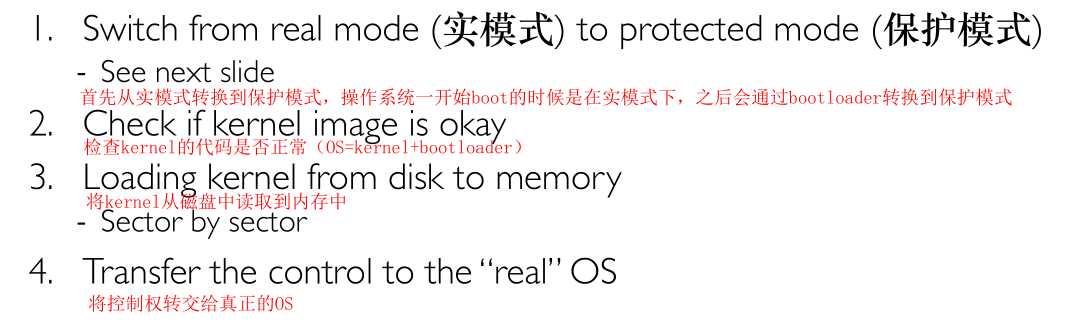 1. Switch from real mode (实模式) to protected mode (保护模式)
- See next slide
首先从实模式转换到保护模式，操作系统一开始boot的时候是在实模式下，之后会通过bootloader转换到保护模式
2. Check if kernel image is okay
检查kernel的代码是否正常（OS=kernel+bootloader）
3. Loading kernel from disk to memory
将kernel从磁盘中读取到内存中
- Sector by sector
4. Transfer the control to the “real” OS
将控制权转交给真正的OS